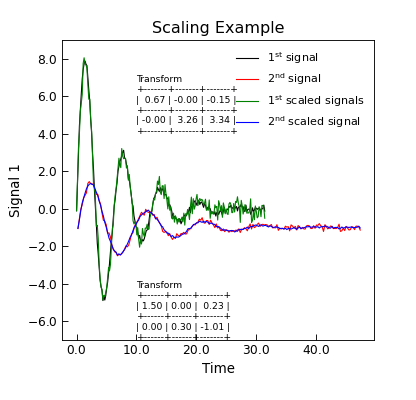 Scaling Example
8.0
6.0
4.0
2.0
0.0
−2.0
−4.0
−6.0
Signal 1
0.0 10.0 20.0 30.0 40.0
Time
1st signal
2nd signal
1st scaled signals
2nd scaled signal
Transform
+-------+-------+-------+
| 0.67 | -0.00 | -0.15 |
+-------+-------+-------+
| -0.00 | 3.26 | 3.34 |
+-------+-------+-------+
Transform
+------+------+-------+
| 1.50 | 0.00 | 0.23 |
+------+------+-------+
| 0.00 | 0.30 | -1.01 |
+------+------+-------+